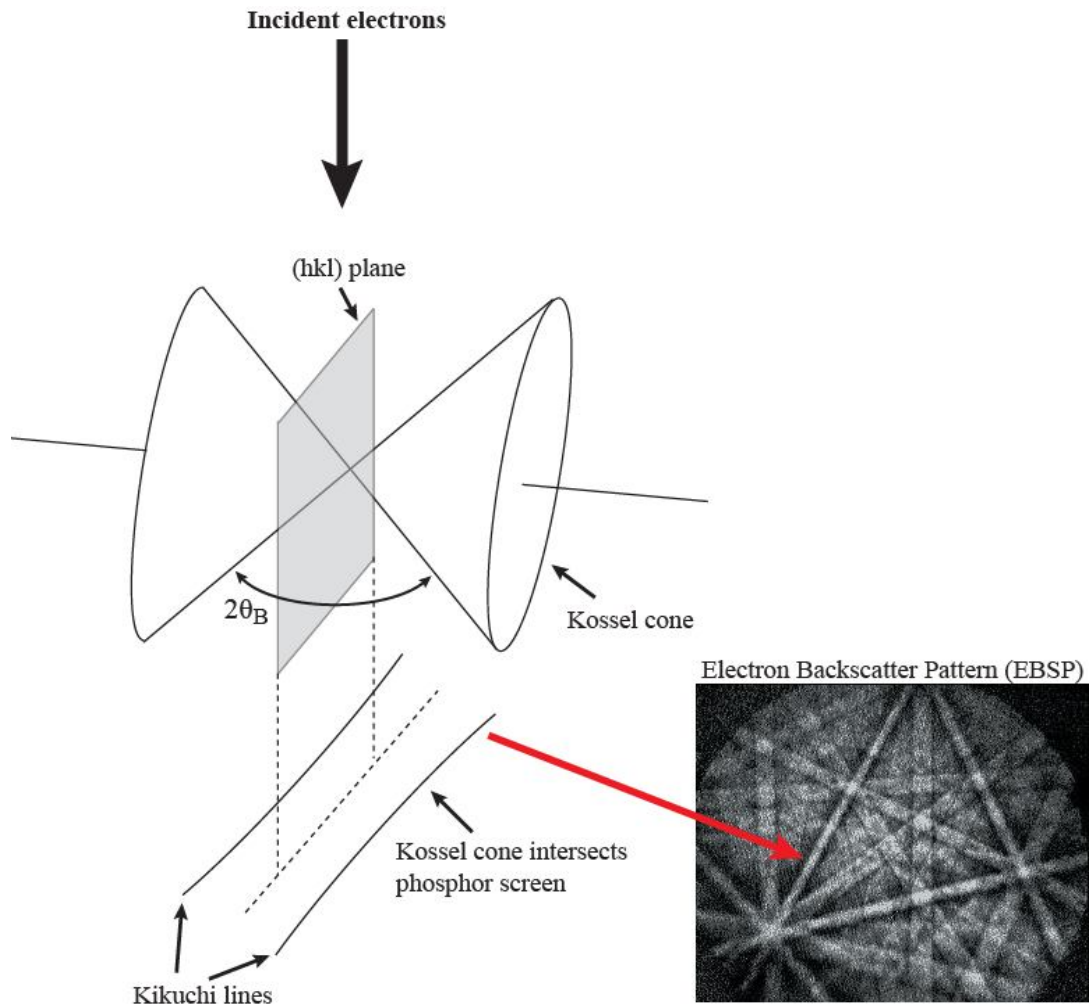 Incident electrons
(hkl) plane
2θB
Kossel cone
Electron Backscatter Pattern (EBSP)
Kossel cone intersects
phosphor screen
Kikuchi lines